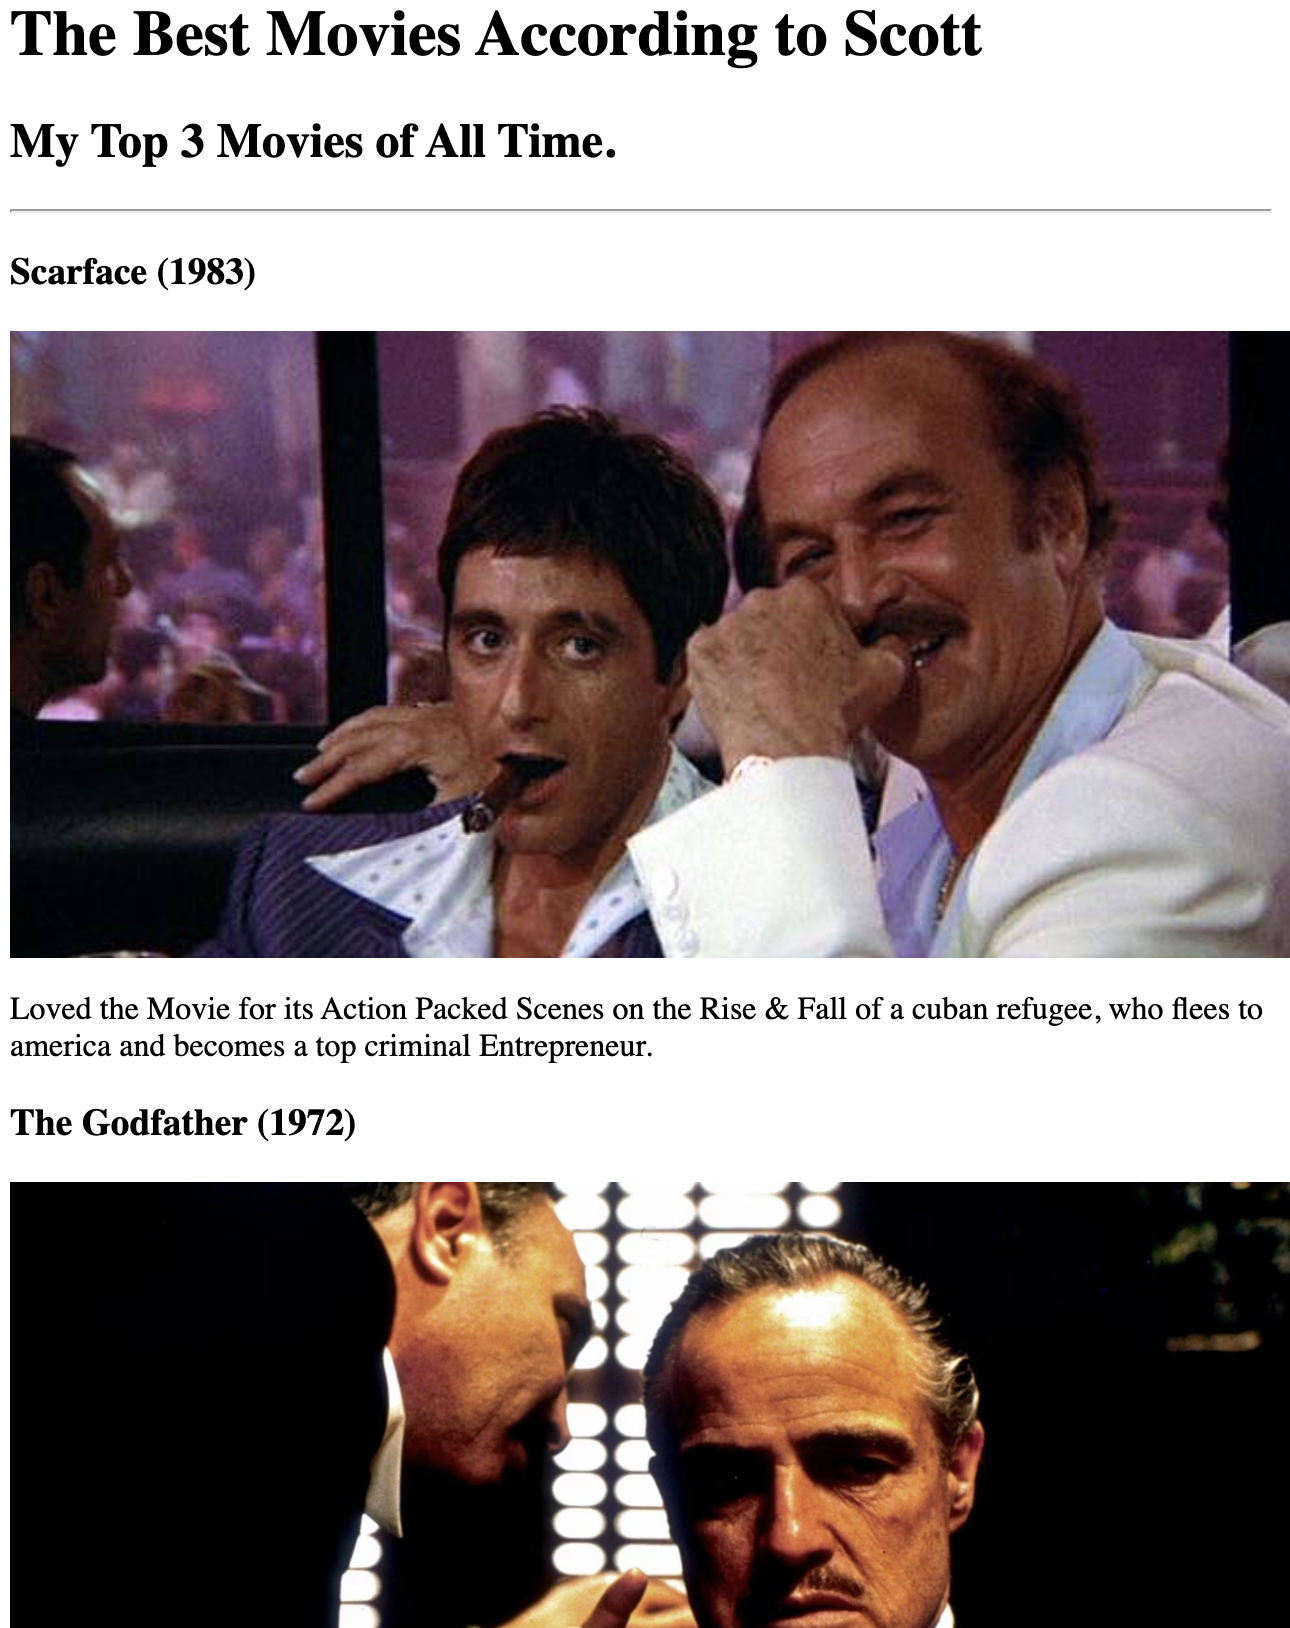 The Best Movies According to Scott
My Top 3 Movies of All Time.
Scarface (1983)
Loved the Movie for its Action Packed Scenes on the Rise & Fall of a cuban refugee, who flees to
america and becomes a top criminal Entrepreneur.
The Godfather (1972)